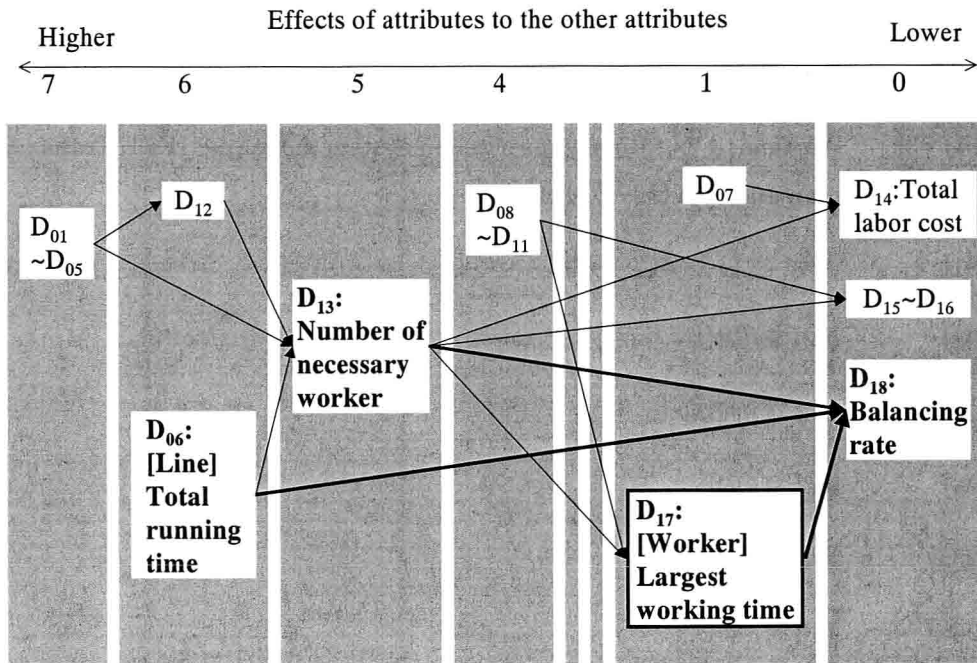 Effects of attributes to the other attributes
Higher
Lower
7 6 5 4 1 0
D01
~D05
D12
D06:
[Line]
Total
running
time
D13:
Number of
necessary
worker
D08
~D11
D07
D17:
[Worker]
Largest
working time
D14:Total
labor cost
D15~D16
D18:
Balancing
rate